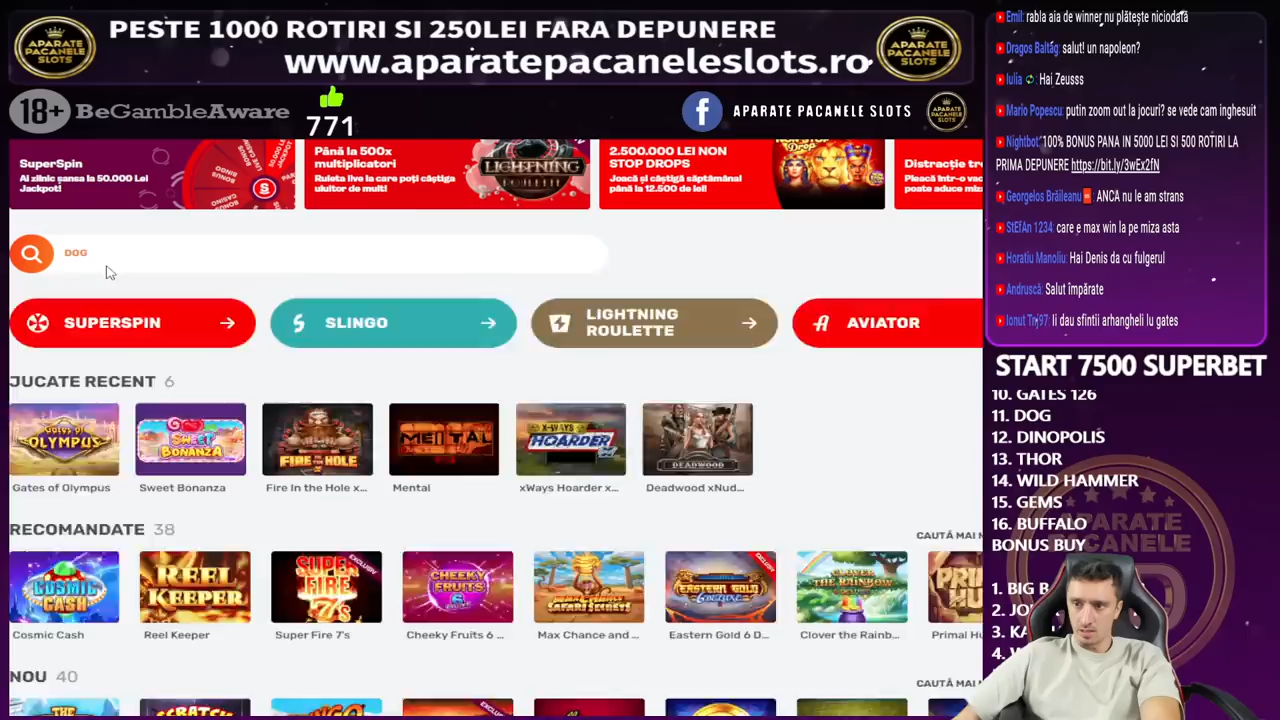 PESTE 1000 ROTIRI SI 250LEI FARA DEPUNERE
www.aparatepacaneleslots.ro
APARATE
PACANELE
SLOTS
APARATE
PACANELE
SLOTS
18+ BeGambleAware
771
APARATE PACANELE SLOTS
SuperSpin
Ai zilnic șansa la 50.000 Lei
Jackpot!
Până la 500x
multiplicatori
Ruleta live la care poți câștiga
uluitor de mult!
LIGHTNING
ROULETTE
2.500.000 LEI NON
STOP DROPS
Joacă și câștigă săptămânal
până la 12.500 de lei!
Distracție
DOG
SUPERSPIN
SLINGO
LIGHTNING
ROULETTE
AVIATOR
JUCATE RECENT 6
Gates of Olympus
Sweet Bonanza
Fire In the Hole x...
Mental
xWays Hoarder x...
Deadwood xNud...
RECOMANDATE 38
CAUTĂ MAI
Cosmic Cash
Reel Keeper
Super Fire 7's
Cheeky Fruits 6 ...
Max Chance and ...
Eastern Gold 6 D...
Clover the Rainb...
Primal Hu
NOU 40
CAUTĂ MAI
Emil: rabla aia de winner nu plătește niciodată
Dragos Baltag: salut! un napoleon?
Iulia: Hai Zeusss
Mario Popescu: putin zoom out la jocuri? se vede cam inghesuit
Nightbot: 100% BONUS PANA IN 5000 LEI SI 500 ROTIRI LA
PRIMA DEPUNERE https://bit.ly/3wEx2fN
Georgelos Brăileanu: ANCA nu le am strans
StEfAn 1234: care e max win la pe miza asta
Horatiu Manoliu: Hai Denis da cu fulgerul
Andruscă: Salut împărate
Ionut Tnj97: Ii dau sfintii arhangheli lu gates
START 7500 SUPERBET
10. GATES 126
11. DOG
12. DINOPOLIS
13. THOR
14. WILD HAMMER
15. GEMS
16. BUFFALO
BONUS BUY
1. BIG B
2. JO
3. KA
4. W